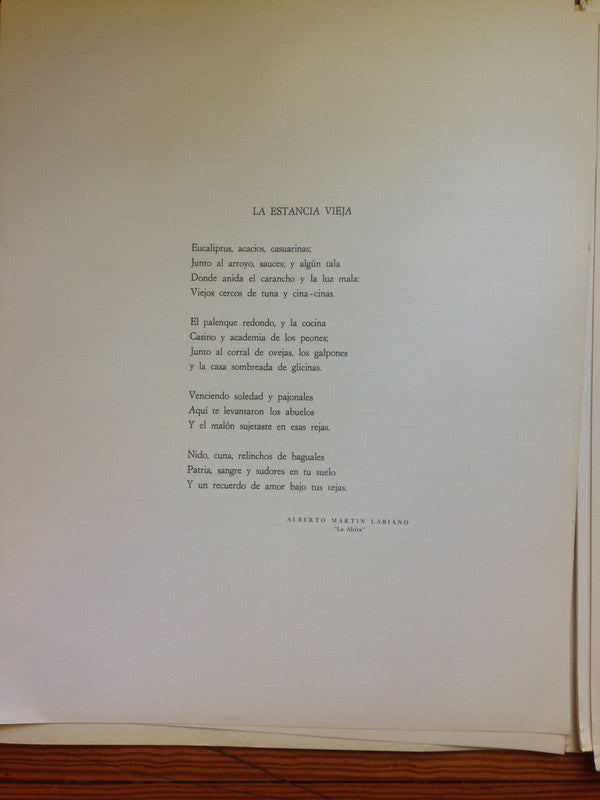 LA ESTANCIA VIEJA
Eucaliptus, acacios, casuarinas;
Junto al arroyo, sauces; y algún tala
Donde anida el carancho y la luz mala;
Viejos cercos de tuna y cina-cinas.
El palenque redondo, y la cocina
Casino y academia de los peones;
Junto al corral de ovejas, los galpones
y la casa sombreada de glicinas.
Venciendo soledad y pajonales
Aquí te levantaron los abuelos
Y el malón sujetaste en esas rejas.
Nido, cuna, relinchos de baguales
Patria, sangre y sudores en tu suelo
Y un recuerdo de amor bajo tus tejas.
ALBERTO MARTIN LABIANO
"La Alcira"